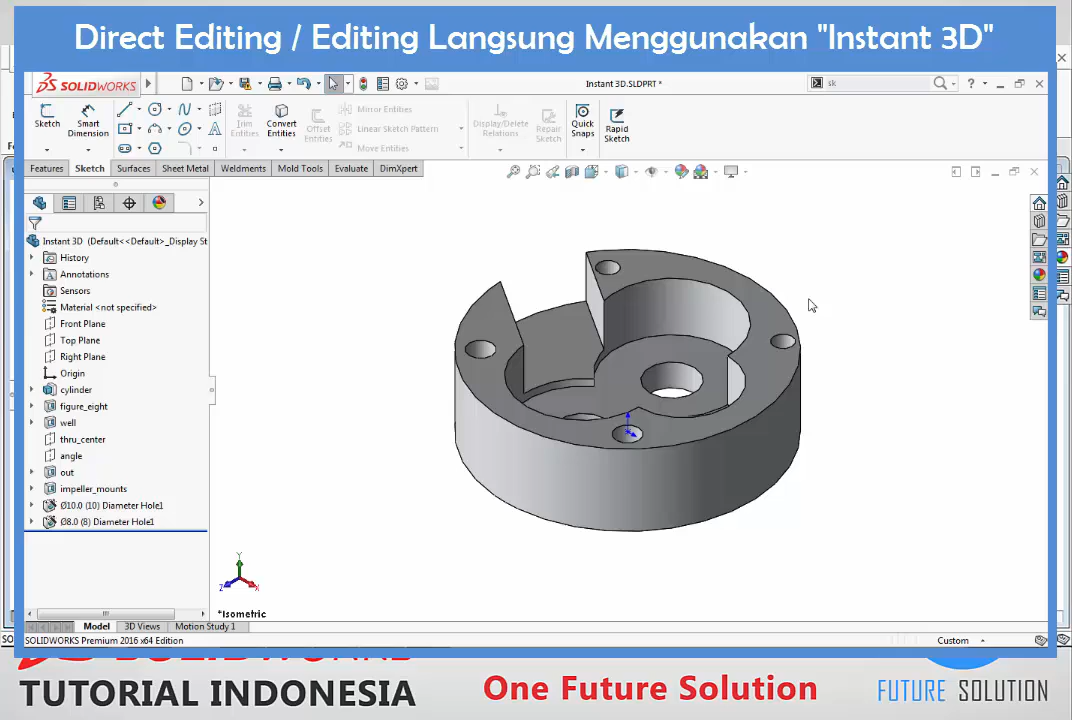 Direct Editing / Editing Langsung Menggunakan "Instant 3D"
SOLIDWORKS
Instant 3D.SLDPRT *
sk
Sketch
Smart Dimension
Trim Entities
Convert Entities
Offset Entities
Mirror Entities
Linear Sketch Pattern
Move Entities
Display/Delete Relations
Repair Sketch
Quick Snaps
Rapid Sketch
Features
Sketch
Surfaces
Sheet Metal
Weldments
Mold Tools
Evaluate
DimXpert
Instant 3D (Default<<Default>_Display St
History
Annotations
Sensors
Material <not specified>
Front Plane
Top Plane
Right Plane
Origin
cylinder
figure_eight
well
thru_center
angle
out
impeller_mounts
Ø10.0 (10) Diameter Hole1
Ø8.0 (8) Diameter Hole1
Y
Z
X
*Isometric
Model
3D Views
Motion Study 1
SOLIDWORKS Premium 2016 x64 Edition
Custom
TUTORIAL INDONESIA
One Future Solution
FUTURE SOLUTION